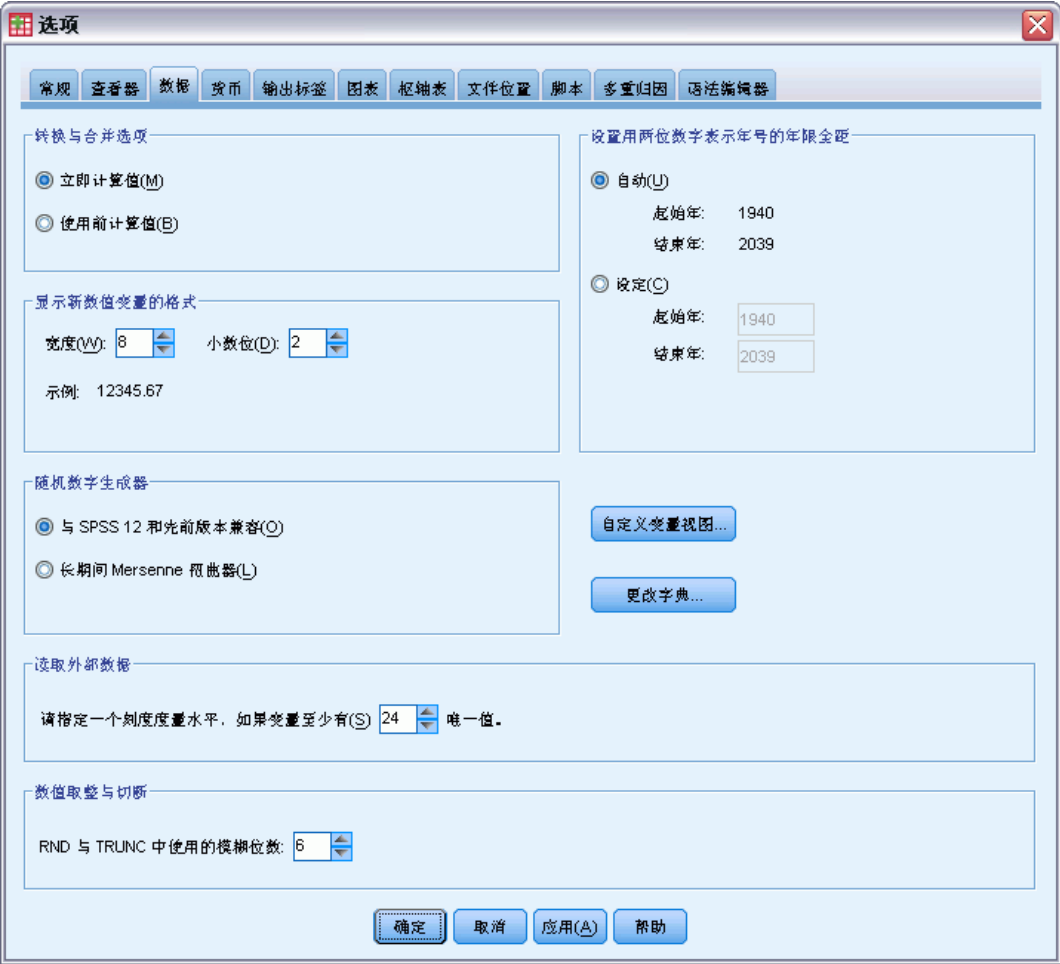 选项
常规 查看器 数据 货币 输出标签 图表 枢轴表 文件位置 脚本 多重归因 语法编辑器
转换与合并选项
立即计算值(M)
使用前计算值(B)
设置用两位数字表示年号的年限全距
自动(U)
起始年: 1940
结束年: 2039
设定(C)
起始年: 1940
结束年: 2039
显示新数值变量的格式
宽度(W): 8 小数位(D): 2
示例: 12345.67
随机数字生成器
与 SPSS 12 和先前版本兼容(O)
长期间 Mersenne 扭曲器(L)
自定义变量视图...
更改字典...
读取外部数据
请指定一个刻度度量水平，如果变量至少有(S) 24 唯一值。
数值取整与切断
RND 与 TRUNC 中使用的模糊位数: 6
确定 取消 应用(A) 帮助